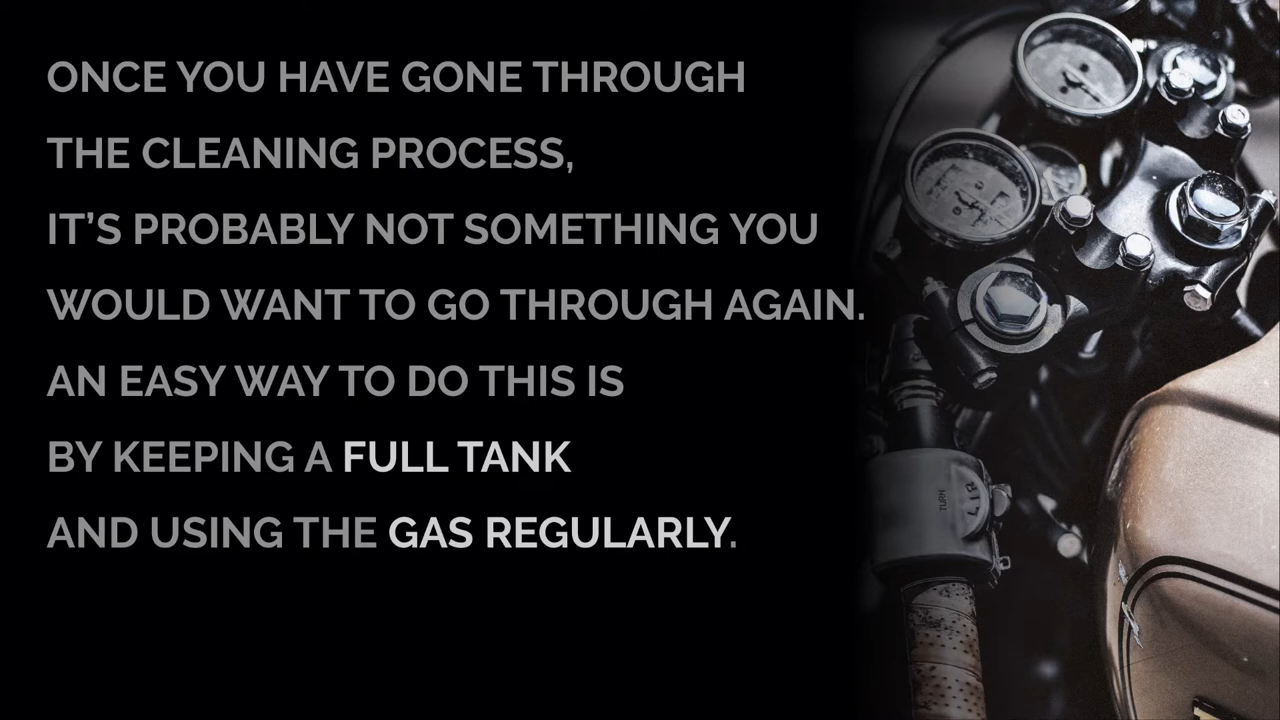 ONCE YOU HAVE GONE THROUGH
THE CLEANING PROCESS,
IT’S PROBABLY NOT SOMETHING YOU
WOULD WANT TO GO THROUGH AGAIN.
AN EASY WAY TO DO THIS IS
BY KEEPING A FULL TANK
AND USING THE GAS REGULARLY.
TURN
L I R